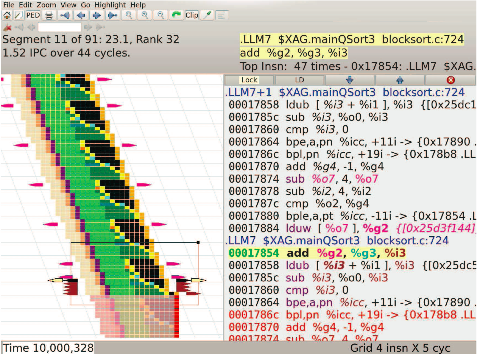 File Edit Zoom View Go Highlight Help
PED
Clip
Segment 11 of 91: 23.1, Rank 32
1.52 IPC over 44 cycles.
.LLM7 $XAG.mainQSort3 blocksort.c:724
add %g2, %g3, %i3
Top Insn: 47 times - 0x17854: .LLM7 $XAG.
Lock LD
.LLM7+1 $XAG.mainQSort3 blocksort.c:724
00017858 ldub [ %i3 + %i1 ], %i3 {[0x25dc1
0001785c sub %i3, %o0, %i3
00017860 cmp %i3, 0
00017864 bpe,a,pn %icc, +11i -> {0x17890 .
0001786c bpl,pn %icc, +19i -> {0x178b8 .LL
00017870 add %g4, -1, %g4
00017874 sub %o7, 4, %o7
00017878 sub %i2, 4, %i2
0001787c cmp %o2, %g4
00017880 bpe,a,pt %icc, -11i -> {0x17854 .L
00017884 lduw [ %o7 ], %g2 {[0x25d3f144]
.LLM7 $XAG.mainQSort3 blocksort.c:724
00017854 add %g2, %g3, %i3
00017858 ldub [ %i3 + %i1 ], %i3 {[0x25dc5
0001785c sub %i3, %o0, %i3
00017860 cmp %i3, 0
00017864 bpe,a,pn %icc, +11i -> {0x17890 .
0001786c bpl,pn %icc, +19i -> {0x178b8 .LL
00017870 add %g4, -1, %g4
00017874 sub %o7, 4, %o7
Time 10,000,328
Grid 4 insn X 5 cyc